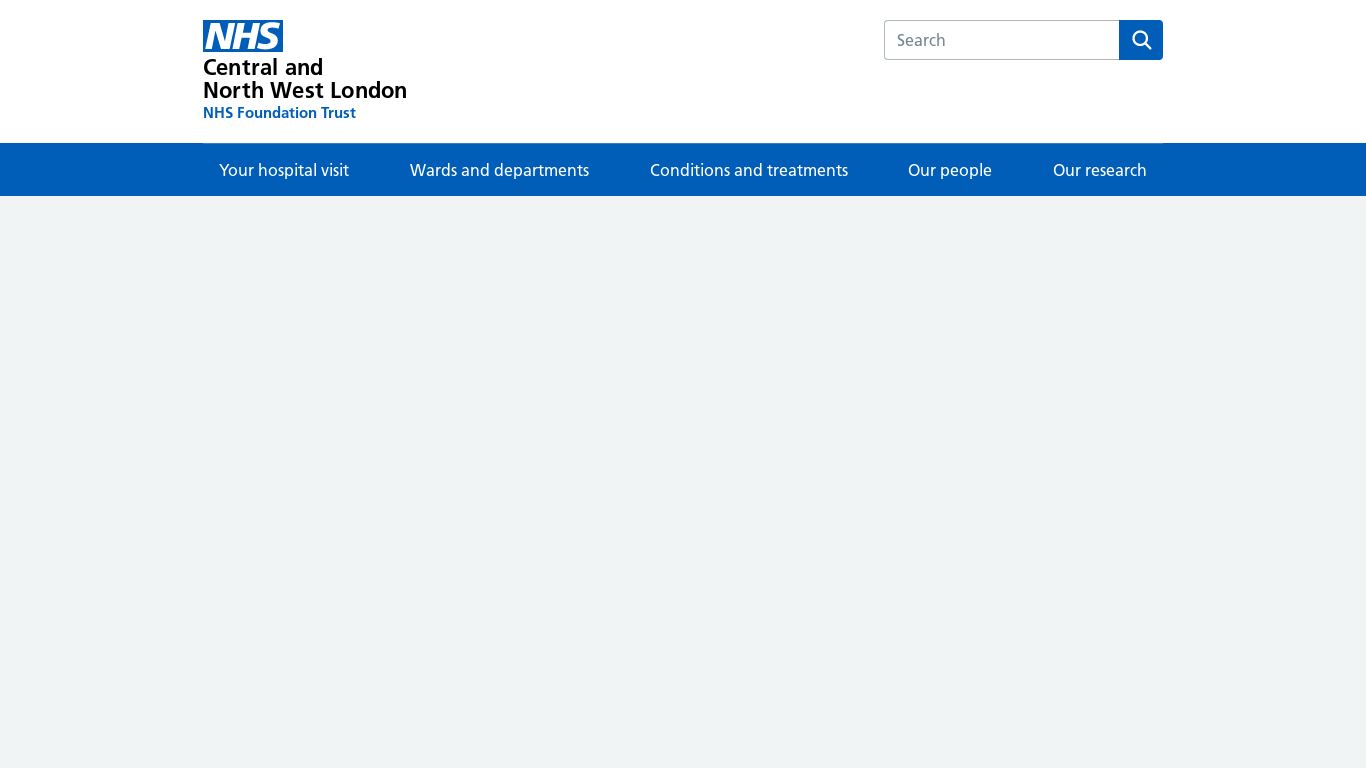 NHS
Search
Central and
North West London
NHS Foundation Trust
Your hospital visit
Wards and departments
Conditions and treatments
Our people
Our research